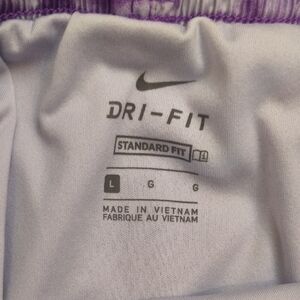 DRI-FIT
STANDARD FIT
L G G
MADE IN VIETNAM
FABRIQUE AU VIETNAM